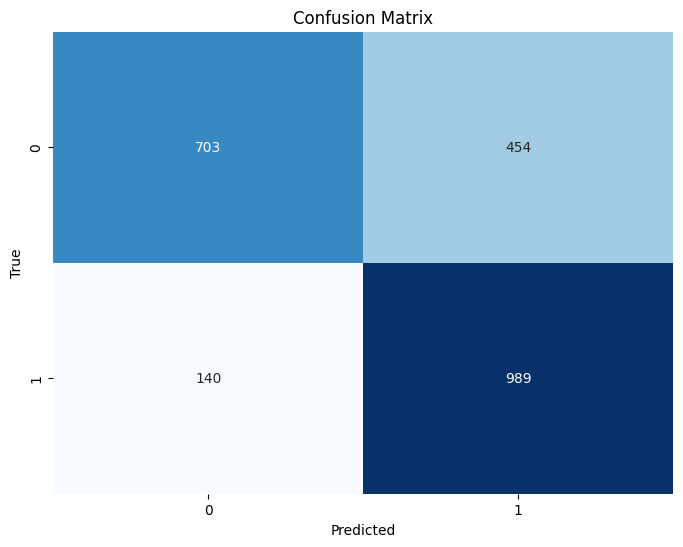 Confusion Matrix
True
0
703
454
1
140
989
0
1
Predicted